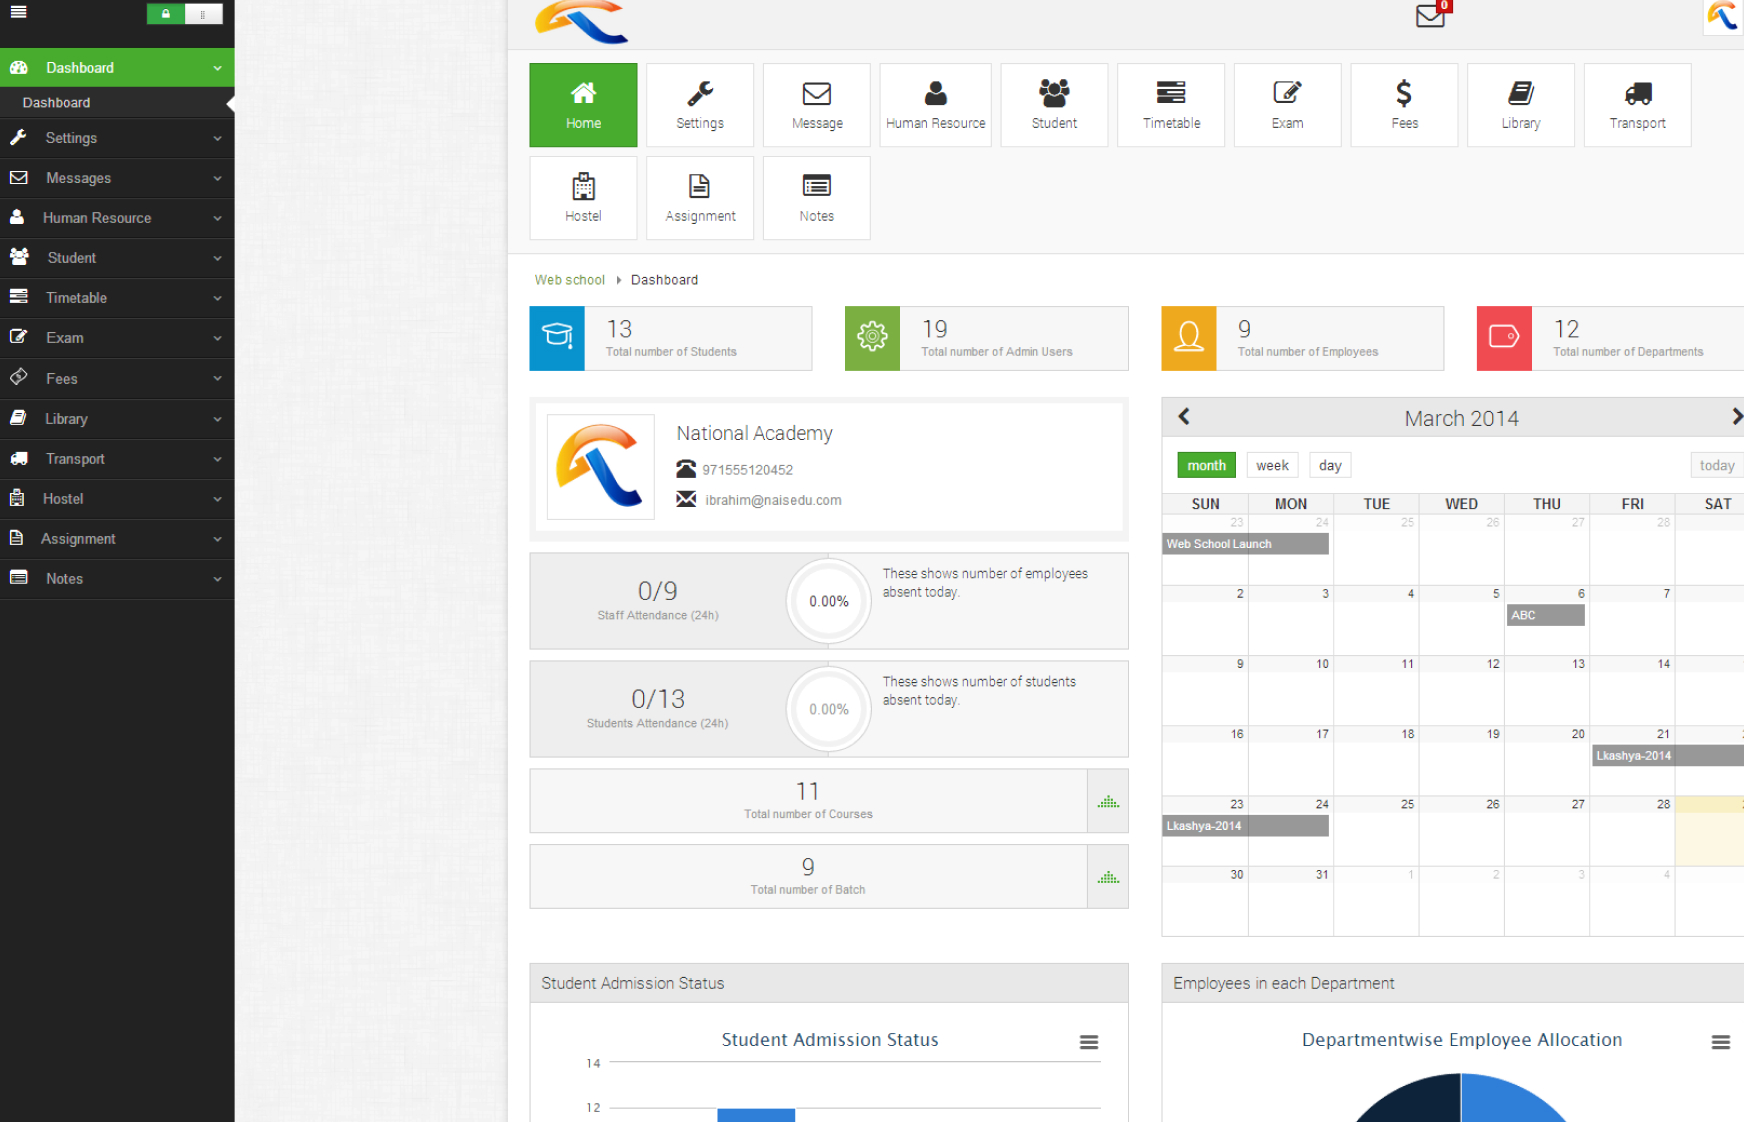 Dashboard
Dashboard
Settings
Messages
Human Resource
Student
Timetable
Exam
Fees
Library
Transport
Hostel
Assignment
Notes
0
Home
Settings
Message
Human Resource
Student
Timetable
Exam
Fees
Library
Transport
Hostel
Assignment
Notes
Web school Dashboard
13
Total number of Students
19
Total number of Admin Users
9
Total number of Employees
12
Total number of Departments
National Academy
971555120452
ibrahim@naisedu.com
0/9
Staff Attendance (24h)
0.00%
These shows number of employees
absent today.
0/13
Students Attendance (24h)
0.00%
These shows number of students
absent today.
11
Total number of Courses
9
Total number of Batch
March 2014
month week day today
SUN MON TUE WED THU FRI SAT
23 24 25 26 27 28
Web School Launch
2 3 4 5 6 7
ABC
9 10 11 12 13 14
16 17 18 19 20 21
Lkashya-2014
23 24 25 26 27 28
Lkashya-2014
30 31 1 2 3 4
Student Admission Status
Student Admission Status
14
12
Employees in each Department
Departmentwise Employee Allocation